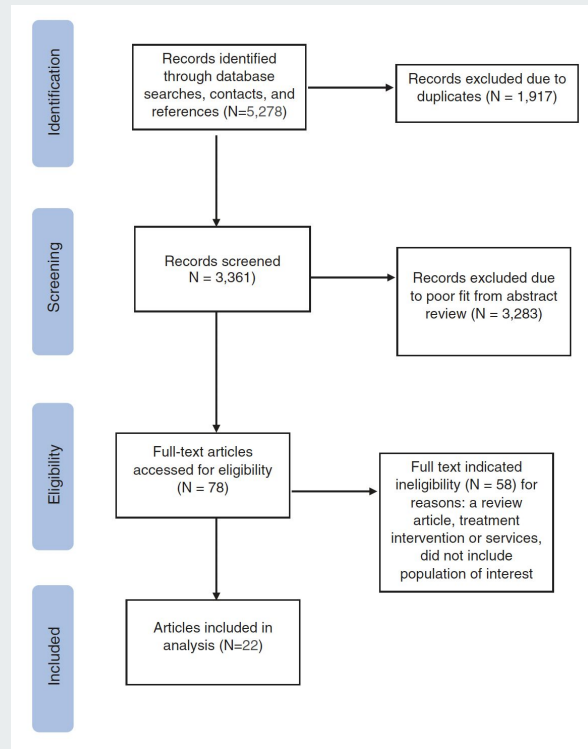 Identification
Records identified
through database
searches, contacts, and
references (N=5,278)
Records excluded due to
duplicates (N = 1,917)
Screening
Records screened
N = 3,361)
Records excluded due
to poor fit from abstract
review (N = 3,283)
Eligibility
Full-text articles
accessed for eligibility
(N = 78)
Full text indicated
ineligibility (N = 58) for
reasons: a review
article, treatment
intervention or services,
did not include
population of interest
Included
Articles included in
analysis (N=22)